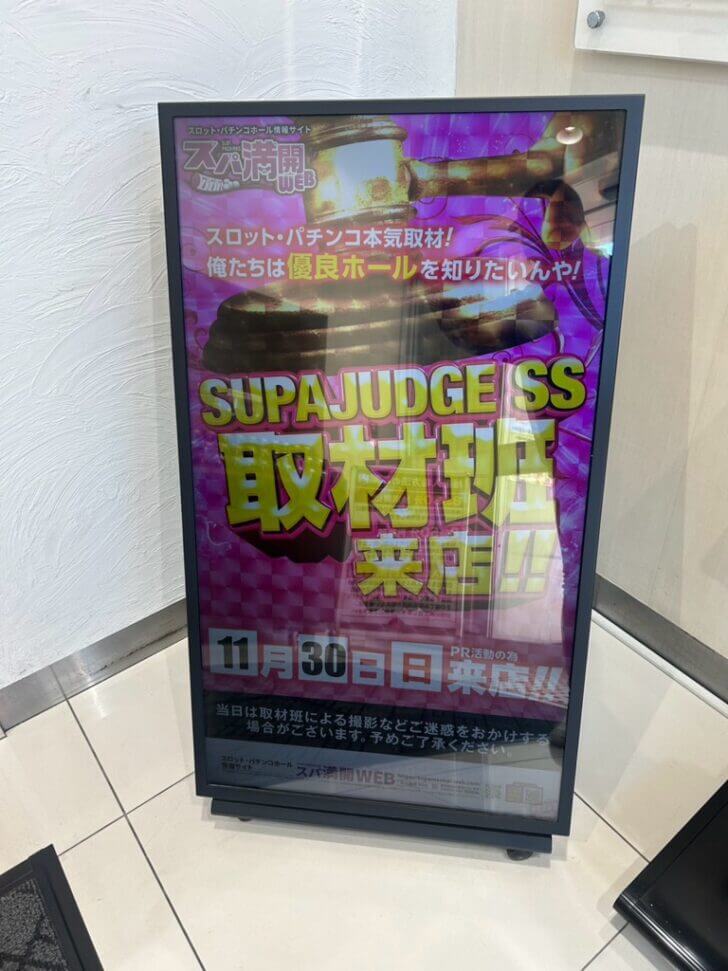 スロット・パチンコホール情報サイト
スパ満開
WEB
スロット・パチンコ本気取材!
俺たちは優良ホールを知りたいんや!
SUPAJUDGE SS
取材班
来店!!
PR活動の為
11月30日日来店!!
当日は取材班による撮影などご迷惑をおかけする
場合がございます。予めご了承ください。
スロット・パチンコホール
情報サイト
スパ満開WEB